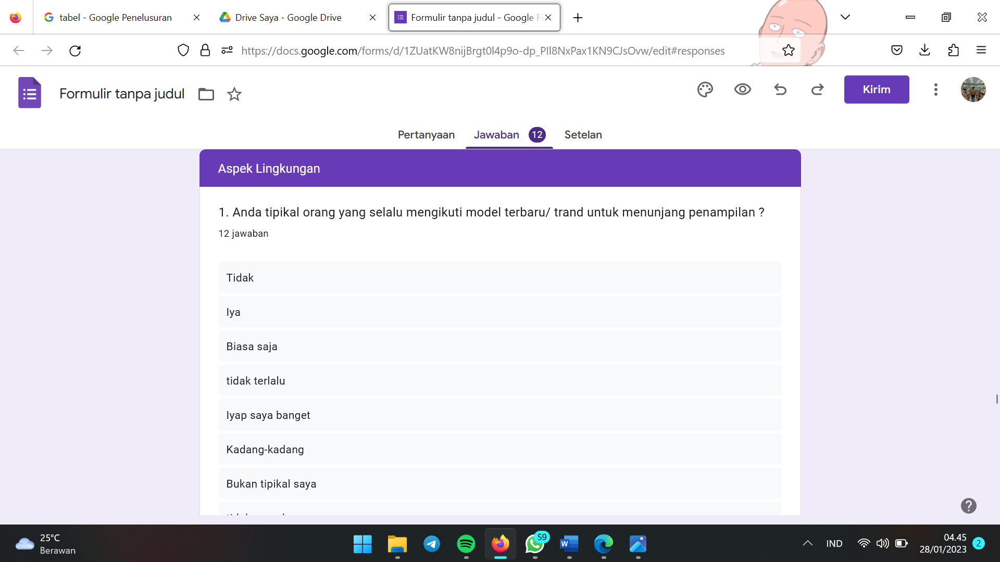 tabel - Google Penelusuran
Drive Saya - Google Drive
Formulir tanpa judul - Google
https://docs.google.com/forms/d/1ZUatKW8nijBrgt0l4p9o-dp_PIl8NxPax1KN9CJsOvw/edit#responses
Formulir tanpa judul
Kirim
Pertanyaan
Jawaban 12
Setelan
Aspek Lingkungan
1. Anda tipikal orang yang selalu mengikuti model terbaru/ trand untuk menunjang penampilan ?
12 jawaban
Tidak
Iya
Biasa saja
tidak terlalu
Iyap saya banget
Kadang-kadang
Bukan tipikal saya
25°C
Berawan
59
W
IND
04.45
28/01/2023
2